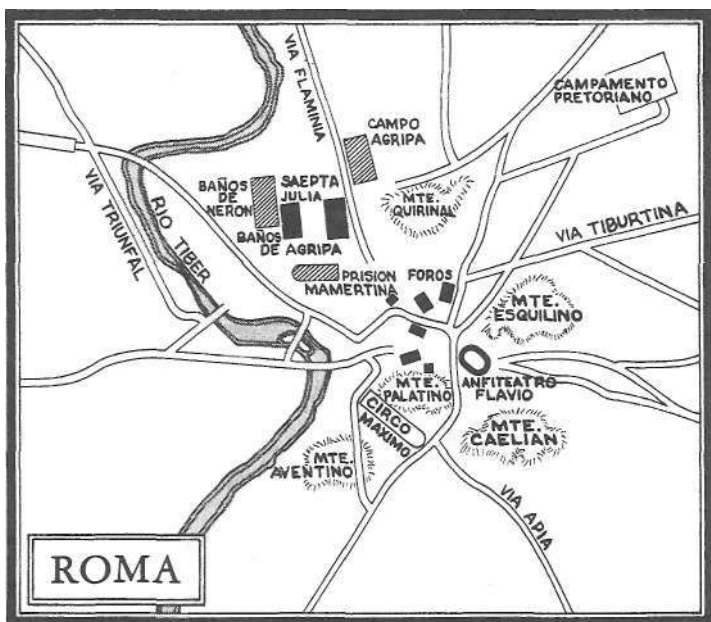 VIA FLAMINIA
CAMPAMENTO
PRETORIANO
CAMPO
AGRIPA
VIA TRIUNFAL
RIO TIBER
BAÑOS
DE
NERON
SAEPTA
JULIA
MTE.
QUIRINAL
BAÑOS
DE AGRIPA
VIA TIBURTINA
PRISION
MAMERTINA
FOROS
MTE.
ESQUILINO
ANFITEATRO
FLAVIO
MTE.
PALATINO
CIRCO
MAXIMO
MTE.
CAELIAN
MTE.
AVENTINO
VIA APIA
ROMA